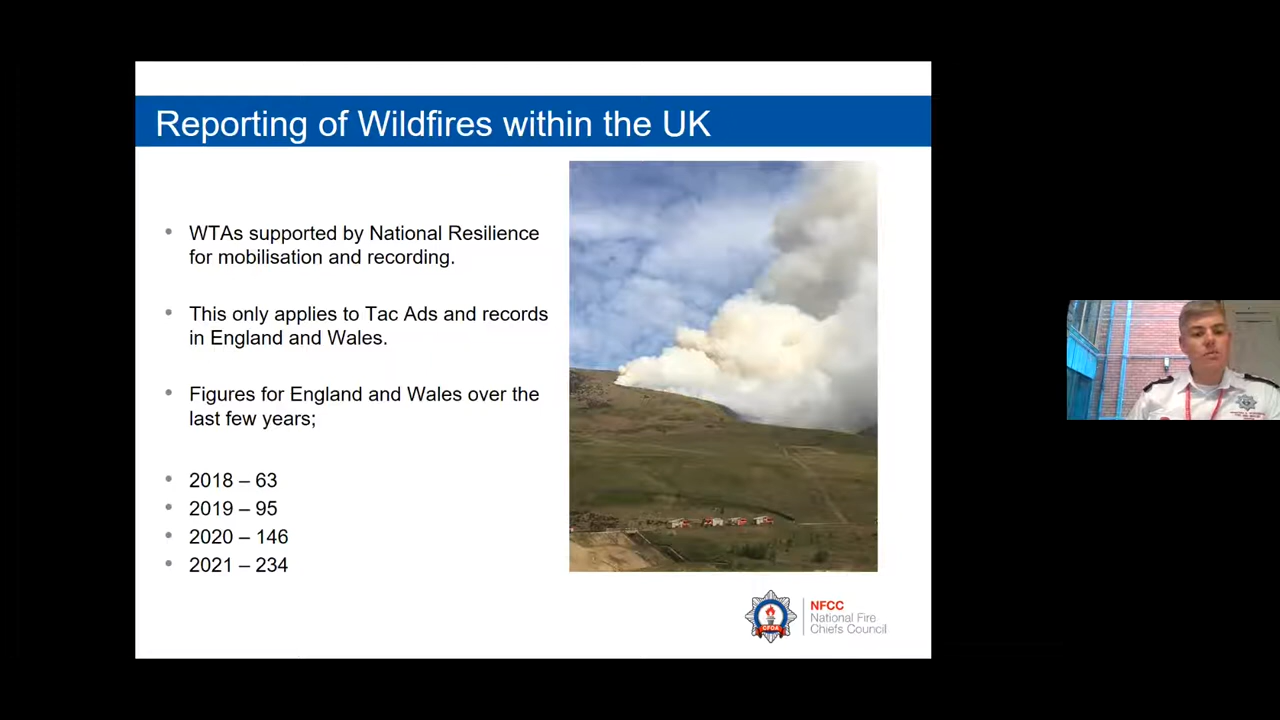 Reporting of Wildfires within the UK
• WTAs supported by National Resilience
for mobilisation and recording.
• This only applies to Tac Ads and records
in England and Wales.
• Figures for England and Wales over the
last few years;
• 2018 – 63
• 2019 – 95
• 2020 – 146
• 2021 – 234
CFOA
NFCC
National Fire
Chiefs Council